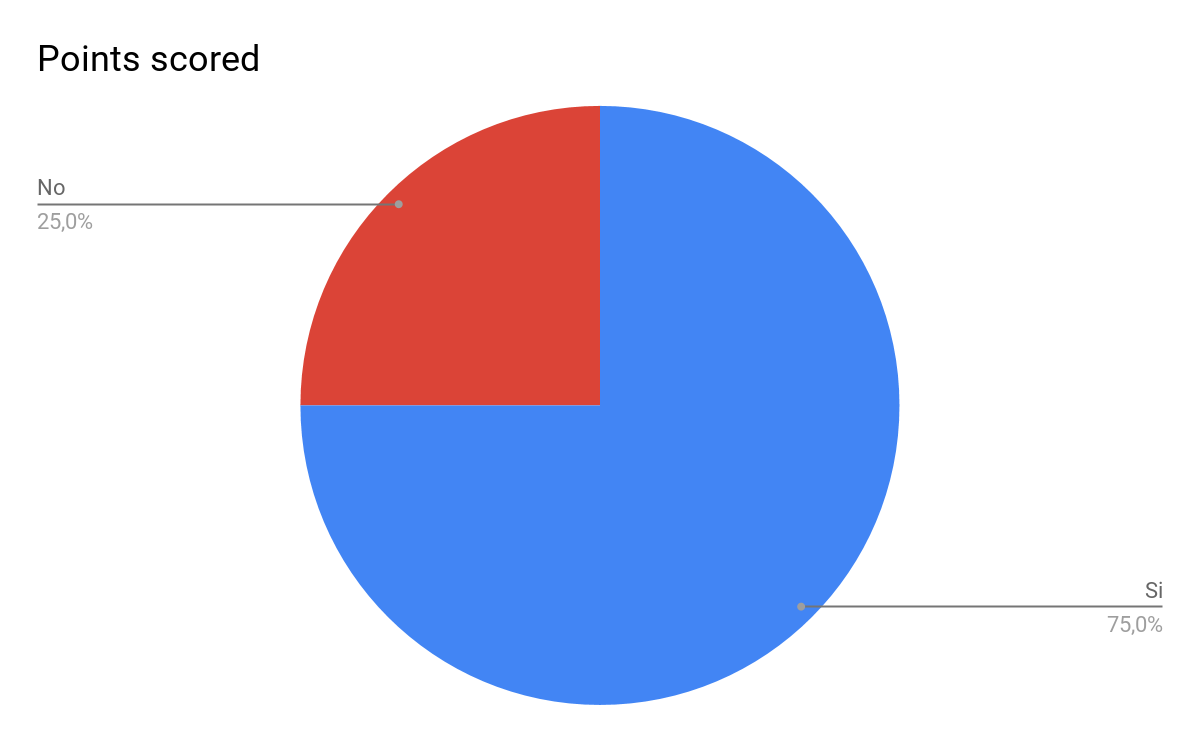 Points scored
No
25,0%
Si
75,0%